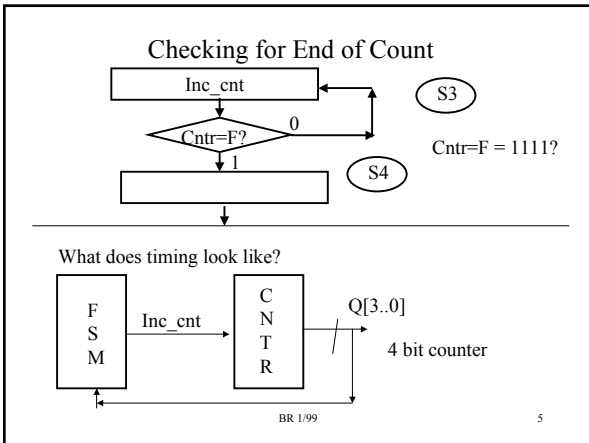 Checking for End of Count
Inc_cnt
S3
0
Cntr=F?
Cntr=F = 1111?
1
S4
What does timing look like?
F
S
M
Inc_cnt
C
N
T
R
Q[3..0]
4 bit counter
BR 1/99
5